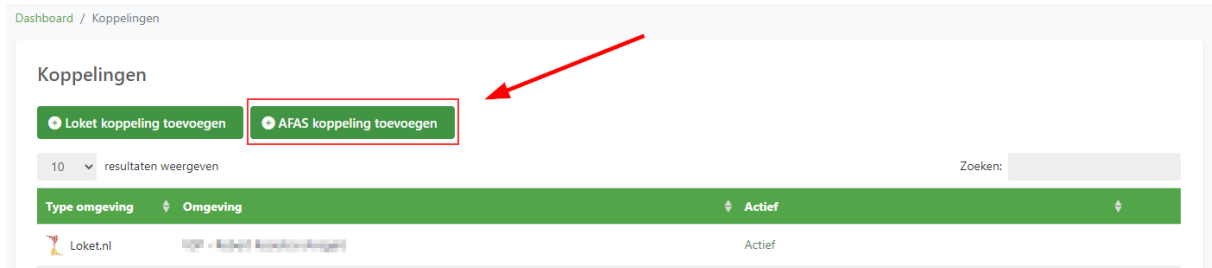 Dashboard / Koppelingen
Koppelingen
Loket koppeling toevoegen AFAS koppeling toevoegen
10 resultaten weergeven Zoeken:
Type omgeving Omgeving Actief
Loket.nl Actief